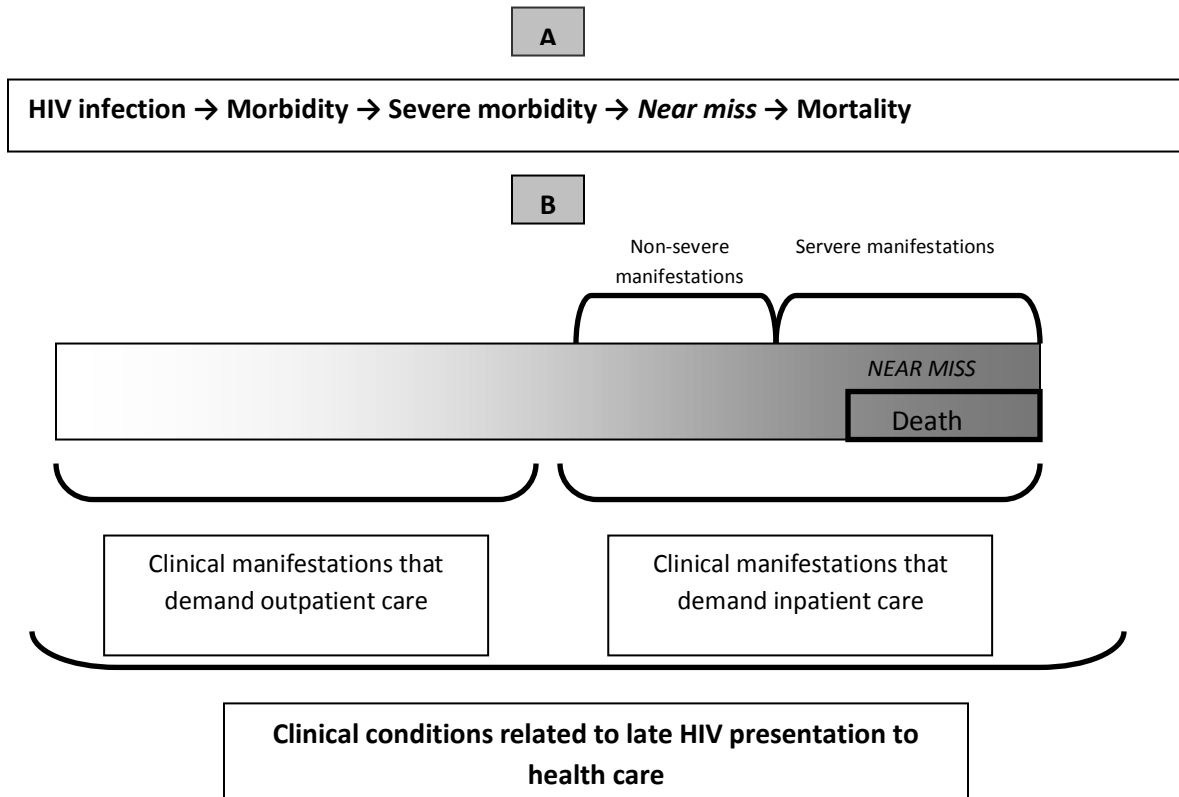 A
HIV infection → Morbidity → Severe morbidity → Near miss → Mortality
B
Non-severe
manifestations
Servere manifestations
NEAR MISS
Death
Clinical manifestations that
demand outpatient care
Clinical manifestations that
demand inpatient care
Clinical conditions related to late HIV presentation to
health care